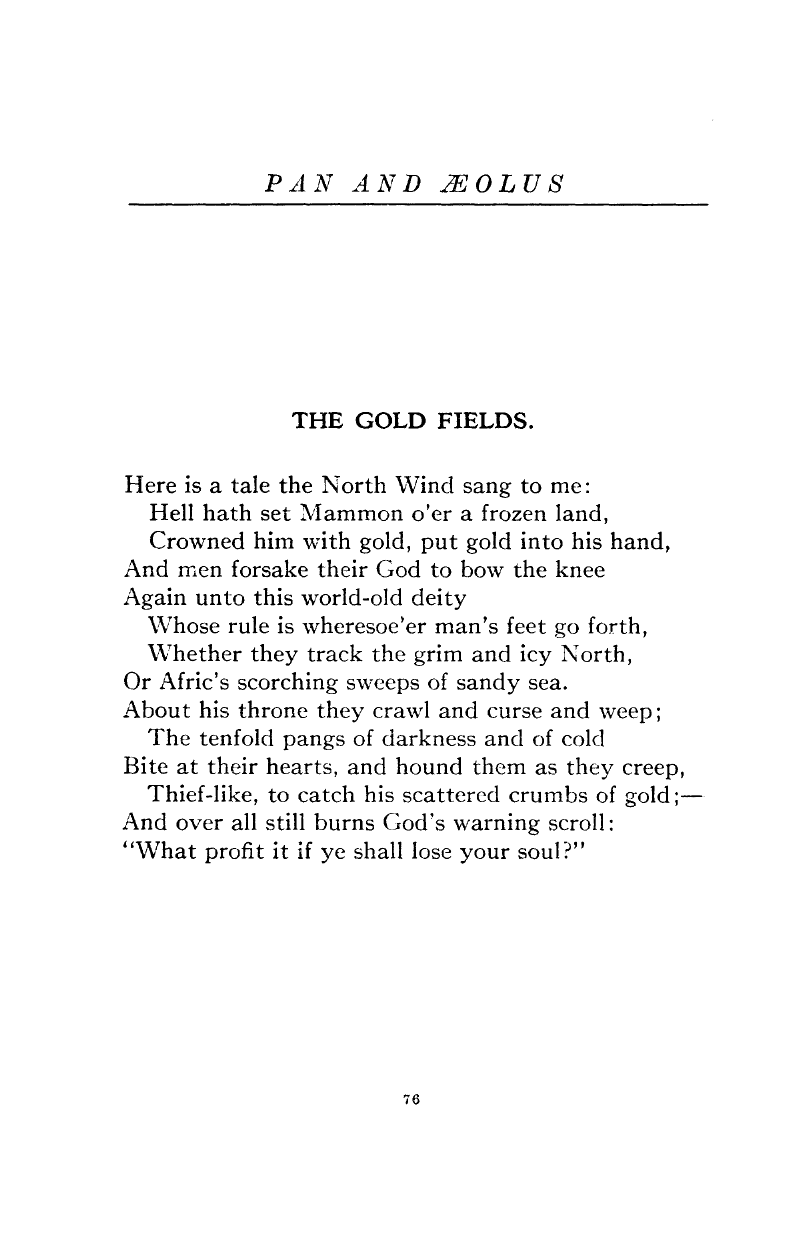 PAN AND ÆOLUS
THE GOLD FIELDS.
Here is a tale the North Wind sang to me:
Hell hath set Mammon o'er a frozen land,
Crowned him with gold, put gold into his hand,
And men forsake their God to bow the knee
Again unto this world-old deity
Whose rule is wheresoe'er man's feet go forth,
Whether they track the grim and icy North,
Or Afric's scorching sweeps of sandy sea.
About his throne they crawl and curse and weep;
The tenfold pangs of darkness and of cold
Bite at their hearts, and hound them as they creep,
Thief-like, to catch his scattered crumbs of gold;—
And over all still burns God's warning scroll:
"What profit it if ye shall lose your soul?"
76